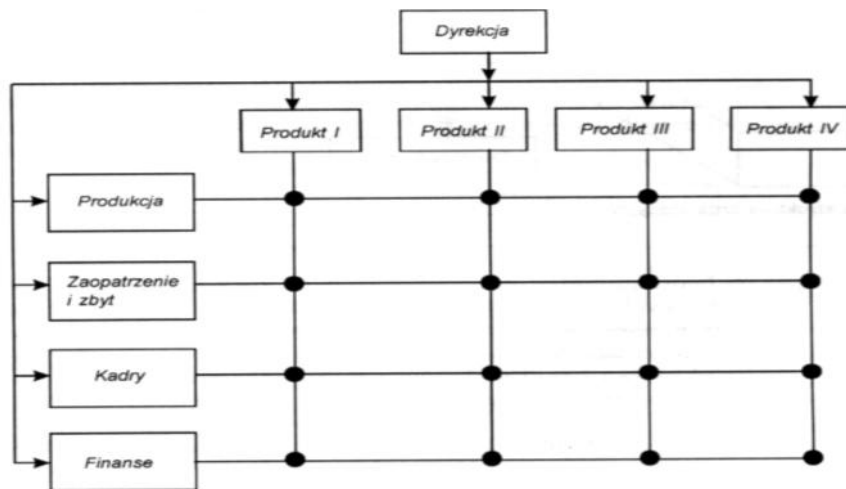 Dyrekcja
Produkt I
Produkt II
Produkt III
Produkt IV
Produkcja
Zaopatrzenie
i zbyt
Kadry
Finanse